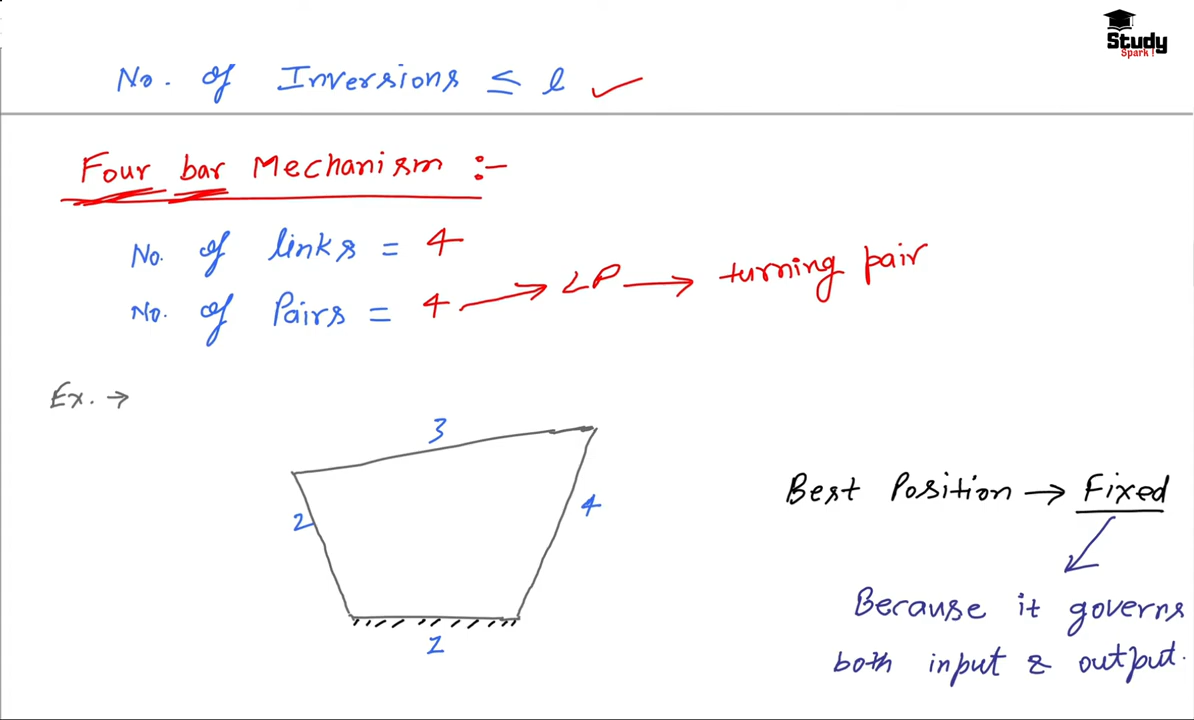 Study
Spark !
No. of Inversions ≤ l ✓
Four bar Mechanism :-
No. of links = 4
No. of Pairs = 4 → LP → turning pair
Ex. →
3
2
4
Best Position → Fixed
Because it governs
both input & output.